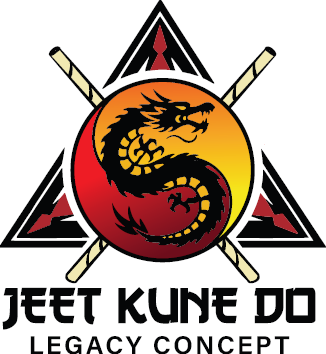 JEET KUNE DO
LEGACY CONCEPT